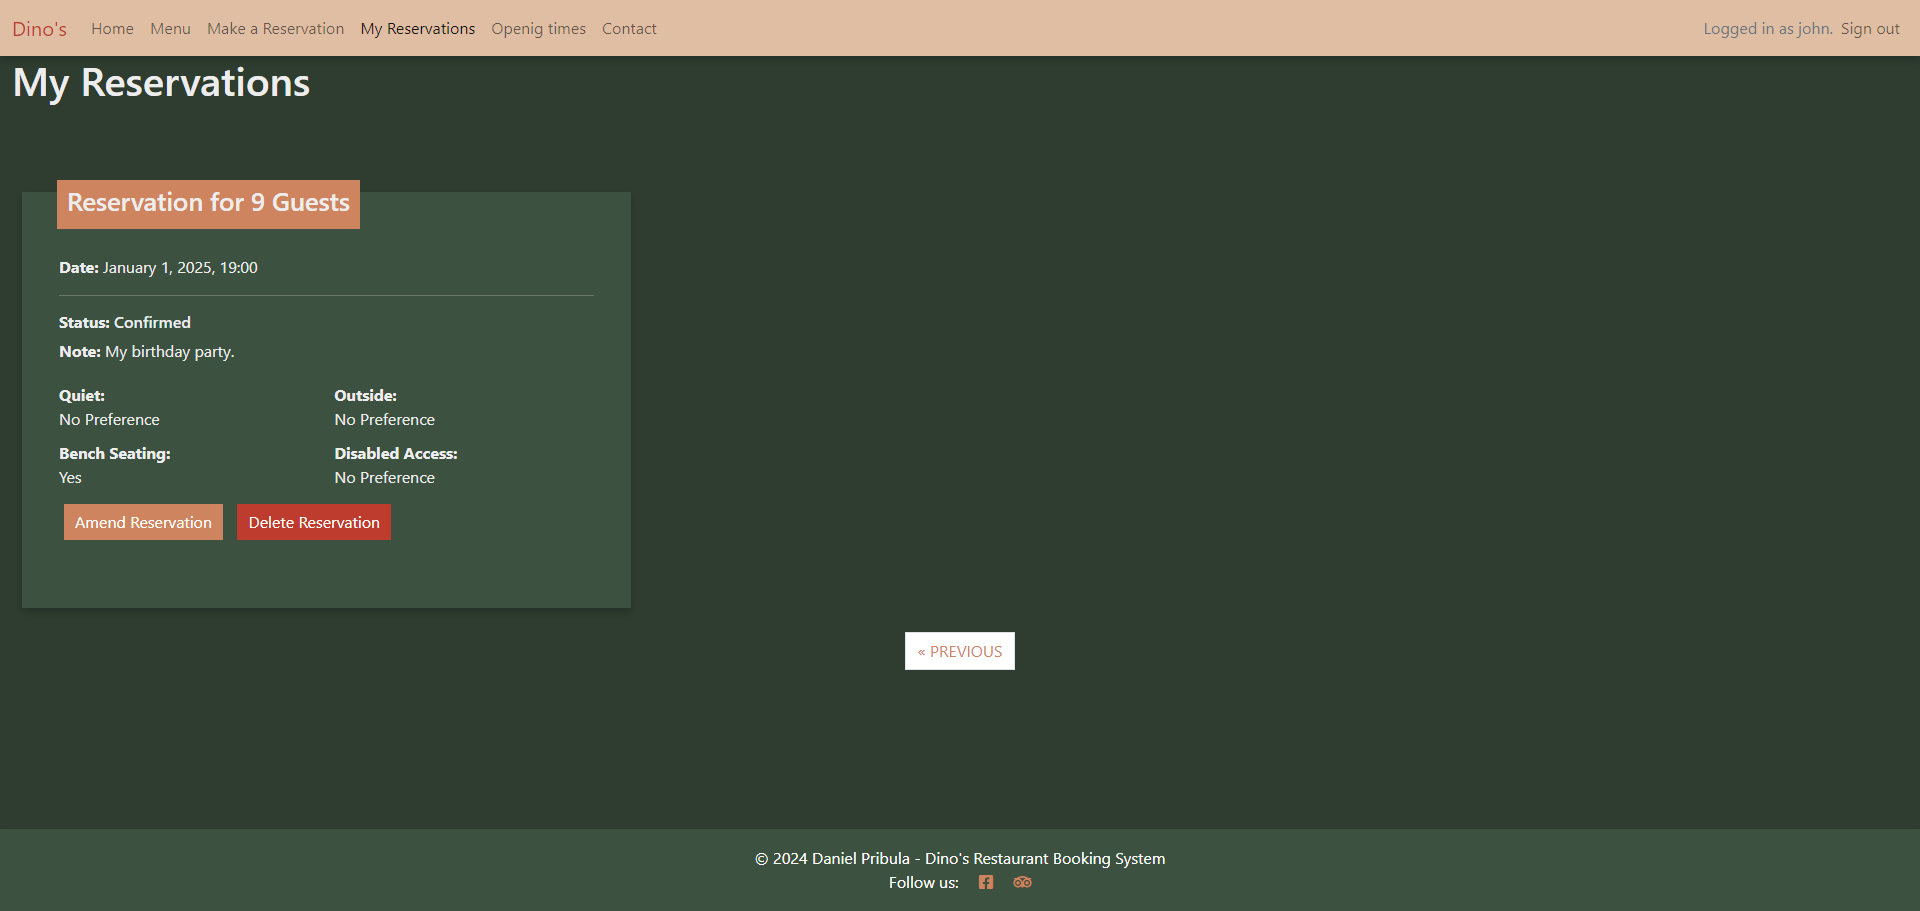 Dino's Home Menu Make a Reservation My Reservations Openig times Contact Logged in as john. Sign out
My Reservations
Reservation for 9 Guests
Date: January 1, 2025, 19:00
Status: Confirmed
Note: My birthday party.
Quiet: Outside:
No Preference No Preference
Bench Seating: Disabled Access:
Yes No Preference
Amend Reservation Delete Reservation
« PREVIOUS
© 2024 Daniel Pribula - Dino's Restaurant Booking System
Follow us: